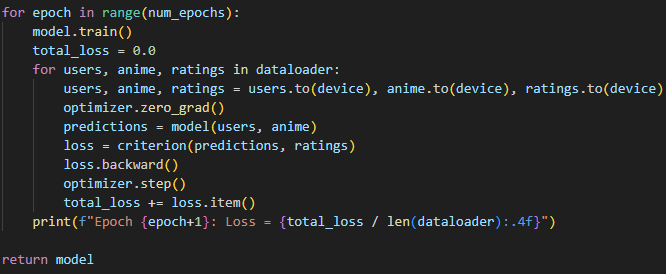 for epoch in range(num_epochs):
    model.train()
    total_loss = 0.0
    for users, anime, ratings in dataloader:
        users, anime, ratings = users.to(device), anime.to(device), ratings.to(device)
        optimizer.zero_grad()
        predictions = model(users, anime)
        loss = criterion(predictions, ratings)
        loss.backward()
        optimizer.step()
        total_loss += loss.item()
    print(f"Epoch {epoch+1}: Loss = {total_loss / len(dataloader):.4f}")
return model